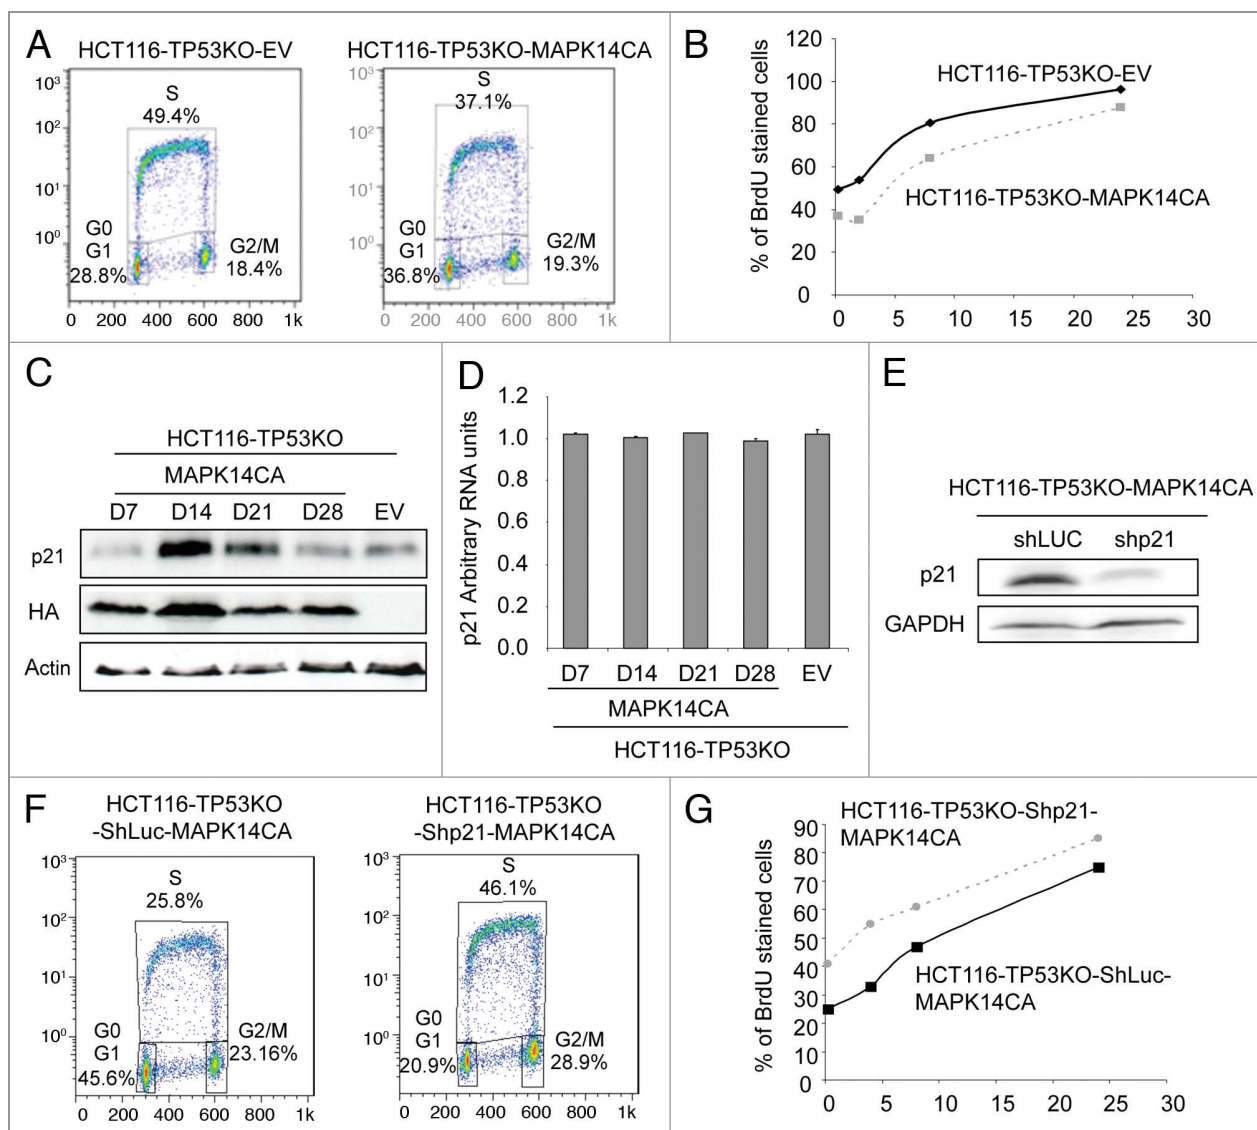 A
HCT116-TP53KO-EV
HCT116-TP53KO-MAPK14CA
10³
10²
10¹
10⁰
S
49.4%
G0
G1
28.8%
G2/M
18.4%
0 200 400 600 800 1k
10³
10²
10¹
10⁰
S
37.1%
G0
G1
36.8%
G2/M
19.3%
0 200 400 600 800 1k
B
% of BrdU stained cells
120
100
80
60
40
20
0
HCT116-TP53KO-EV
HCT116-TP53KO-MAPK14CA
0 5 10 15 20 25 30
C
HCT116-TP53KO
MAPK14CA
D7 D14 D21 D28 EV
p21
HA
Actin
D
p21 Arbitrary RNA units
1.2
1.0
0.8
0.6
0.4
0.2
0.0
D7 D14 D21 D28 EV
MAPK14CA
HCT116-TP53KO
E
HCT116-TP53KO-MAPK14CA
shLUC shp21
p21
GAPDH
F
HCT116-TP53KO
-ShLuc-MAPK14CA
10³
10²
10¹
10⁰
S
25.8%
G0
G1
45.6%
G2/M
23.16%
0 200 400 600 800 1k
HCT116-TP53KO
-Shp21-MAPK14CA
10³
10²
10¹
10⁰
S
46.1%
G0
G1
20.9%
G2/M
28.9%
0 200 400 600 800 1k
G
% of BrdU stained cells
90
80
70
60
50
40
30
20
10
0
HCT116-TP53KO-Shp21-
MAPK14CA
HCT116-TP53KO-ShLuc-
MAPK14CA
0 5 10 15 20 25 30